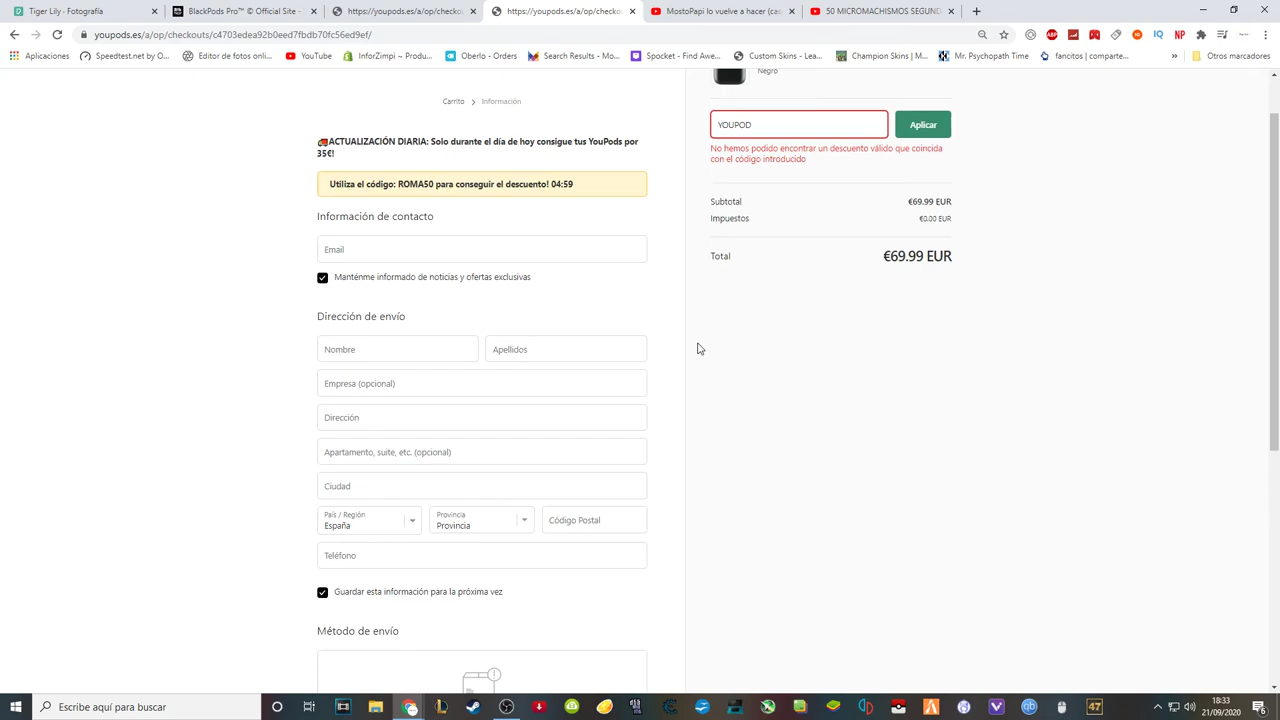 Tiger Lily - Fotografía
BlackPods Pro™ ® Official Site -
https://youpods.es/a/op/checkou
https://youpods.es/a/op/checkou
MostoPapi lo vuelve a hacer (cas
50 MICROMACHISMOS SEGUND
youpods.es/a/op/checkouts/c4703edea92b0eed7fbdb70fc56ed/
Aplicaciones
Speedtest.net by O...
Editor de fotos onlin...
YouTube
InforZimpi ~ Produ...
Oberlo - Orders
Search Results - Mo...
Spocket - Find Awe...
Custom Skins - Lea...
Champion Skins | M...
Mr. Psychopath Time
fancitos | comparte...
»
Otros marcadores
Carrito > Información
🚚ACTUALIZACIÓN DIARIA: Solo durante el día de hoy consigue tus YouPods por
35€!
Utiliza el código: ROMA50 para conseguir el descuento! 04:59
Información de contacto
Email
Manténme informado de noticias y ofertas exclusivas
Dirección de envío
Nombre
Apellidos
Empresa (opcional)
Dirección
Apartamento, suite, etc. (opcional)
Ciudad
País / Región
España
Provincia
Provincia
Código Postal
Teléfono
Guardar esta información para la próxima vez
Método de envío
Negro
YOUPOD
Aplicar
No hemos podido encontrar un descuento válido que coincida
con el código introducido
Subtotal €69.99 EUR
Impuestos €0.00 EUR
Total €69.99 EUR
Escribe aquí para buscar
47
18:33
21/09/2020